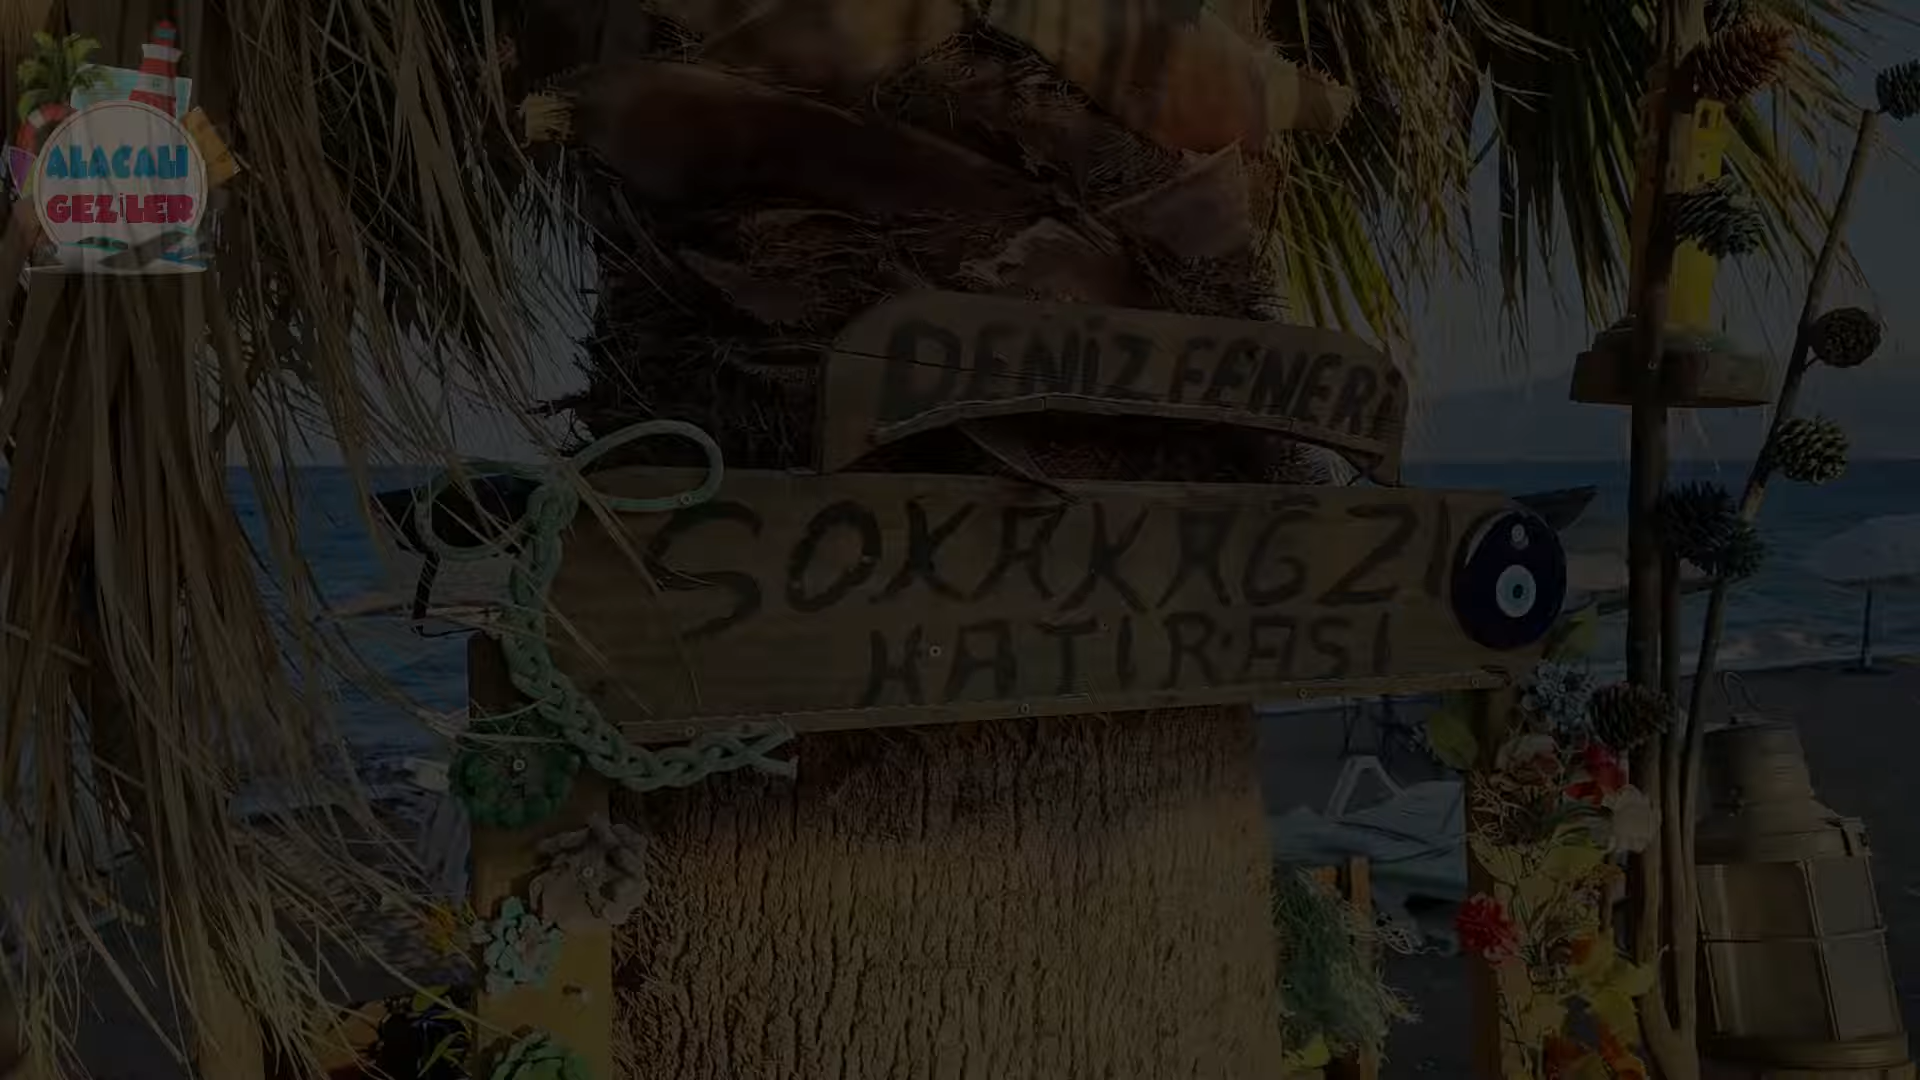 ALACALI
GEZİLER
DENİZ FENERİ
SOKAKAĞZI
HATIRASI